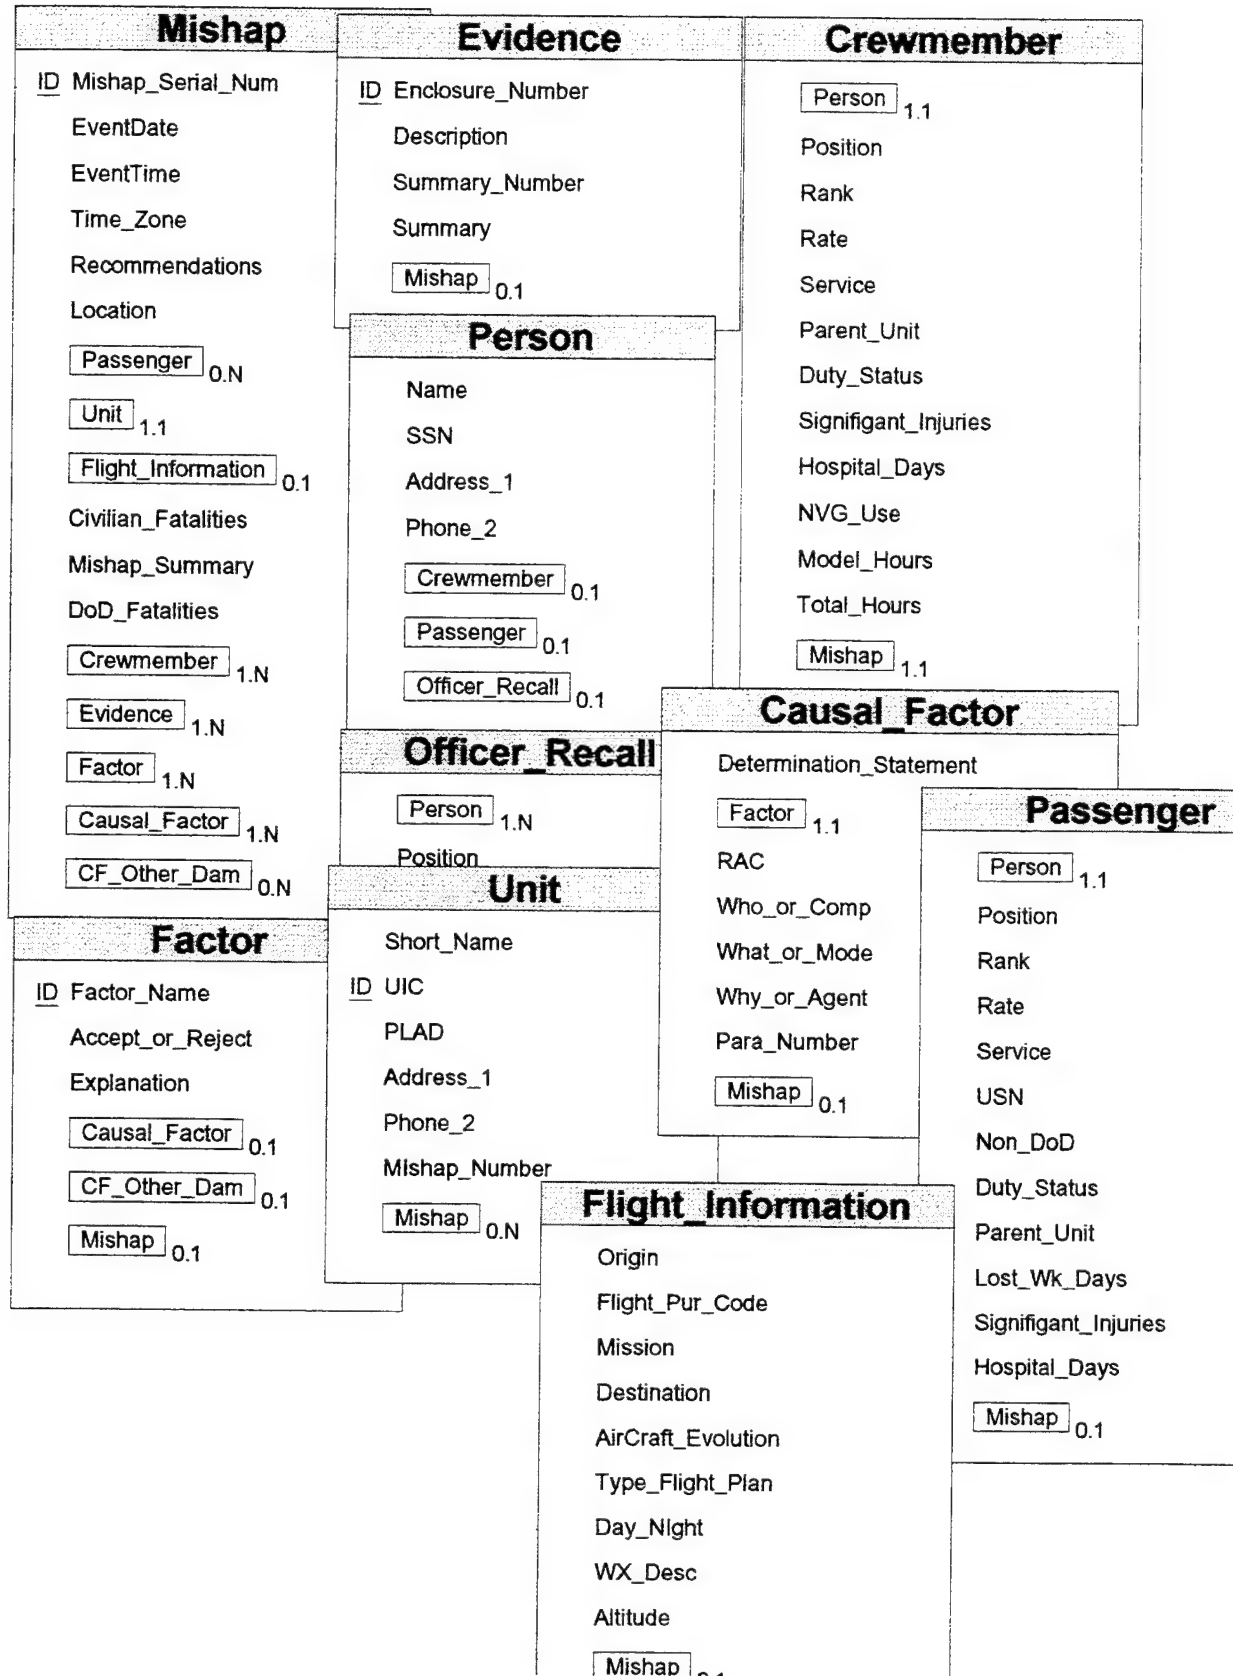 Mishap
ID Mishap_Serial_Num
EventDate
EventTime
Time_Zone
Recommendations
Location
Passenger 0.N
Unit 1.1
Flight_Information 0.1
Civilian_Fatalities
Mishap_Summary
DoD_Fatalities
Crewmember 1.N
Evidence 1.N
Factor 1.N
Causal_Factor 1.N
CF_Other_Dam 0.N
Evidence
ID Enclosure_Number
Description
Summary_Number
Summary
Mishap 0.1
Crewmember
Person 1.1
Position
Rank
Rate
Service
Parent_Unit
Duty_Status
Signifigant_Injuries
Hospital_Days
NVG_Use
Model_Hours
Total_Hours
Mishap 1.1
Person
Name
SSN
Address_1
Phone_2
Crewmember 0.1
Passenger 0.1
Officer_Recall 0.1
Officer_Recall
Person 1.N
Position
Causal_Factor
Determination_Statement
Factor 1.1
RAC
Who_or_Comp
What_or_Mode
Why_or_Agent
Para_Number
Mishap 0.1
Passenger
Person 1.1
Position
Rank
Rate
Service
USN
Non_DoD
Duty_Status
Parent_Unit
Lost_Wk_Days
Signifigant_Injuries
Hospital_Days
Mishap 0.1
Factor
ID Factor_Name
Accept_or_Reject
Explanation
Causal_Factor 0.1
CF_Other_Dam 0.1
Mishap 0.1
Unit
Short_Name
ID UIC
PLAD
Address_1
Phone_2
Mishap_Number
Mishap 0.N
Flight_Information
Origin
Flight_Pur_Code
Mission
Destination
AirCraft_Evolution
Type_Flight_Plan
Day_Night
WX_Desc
Altitude
Mishap